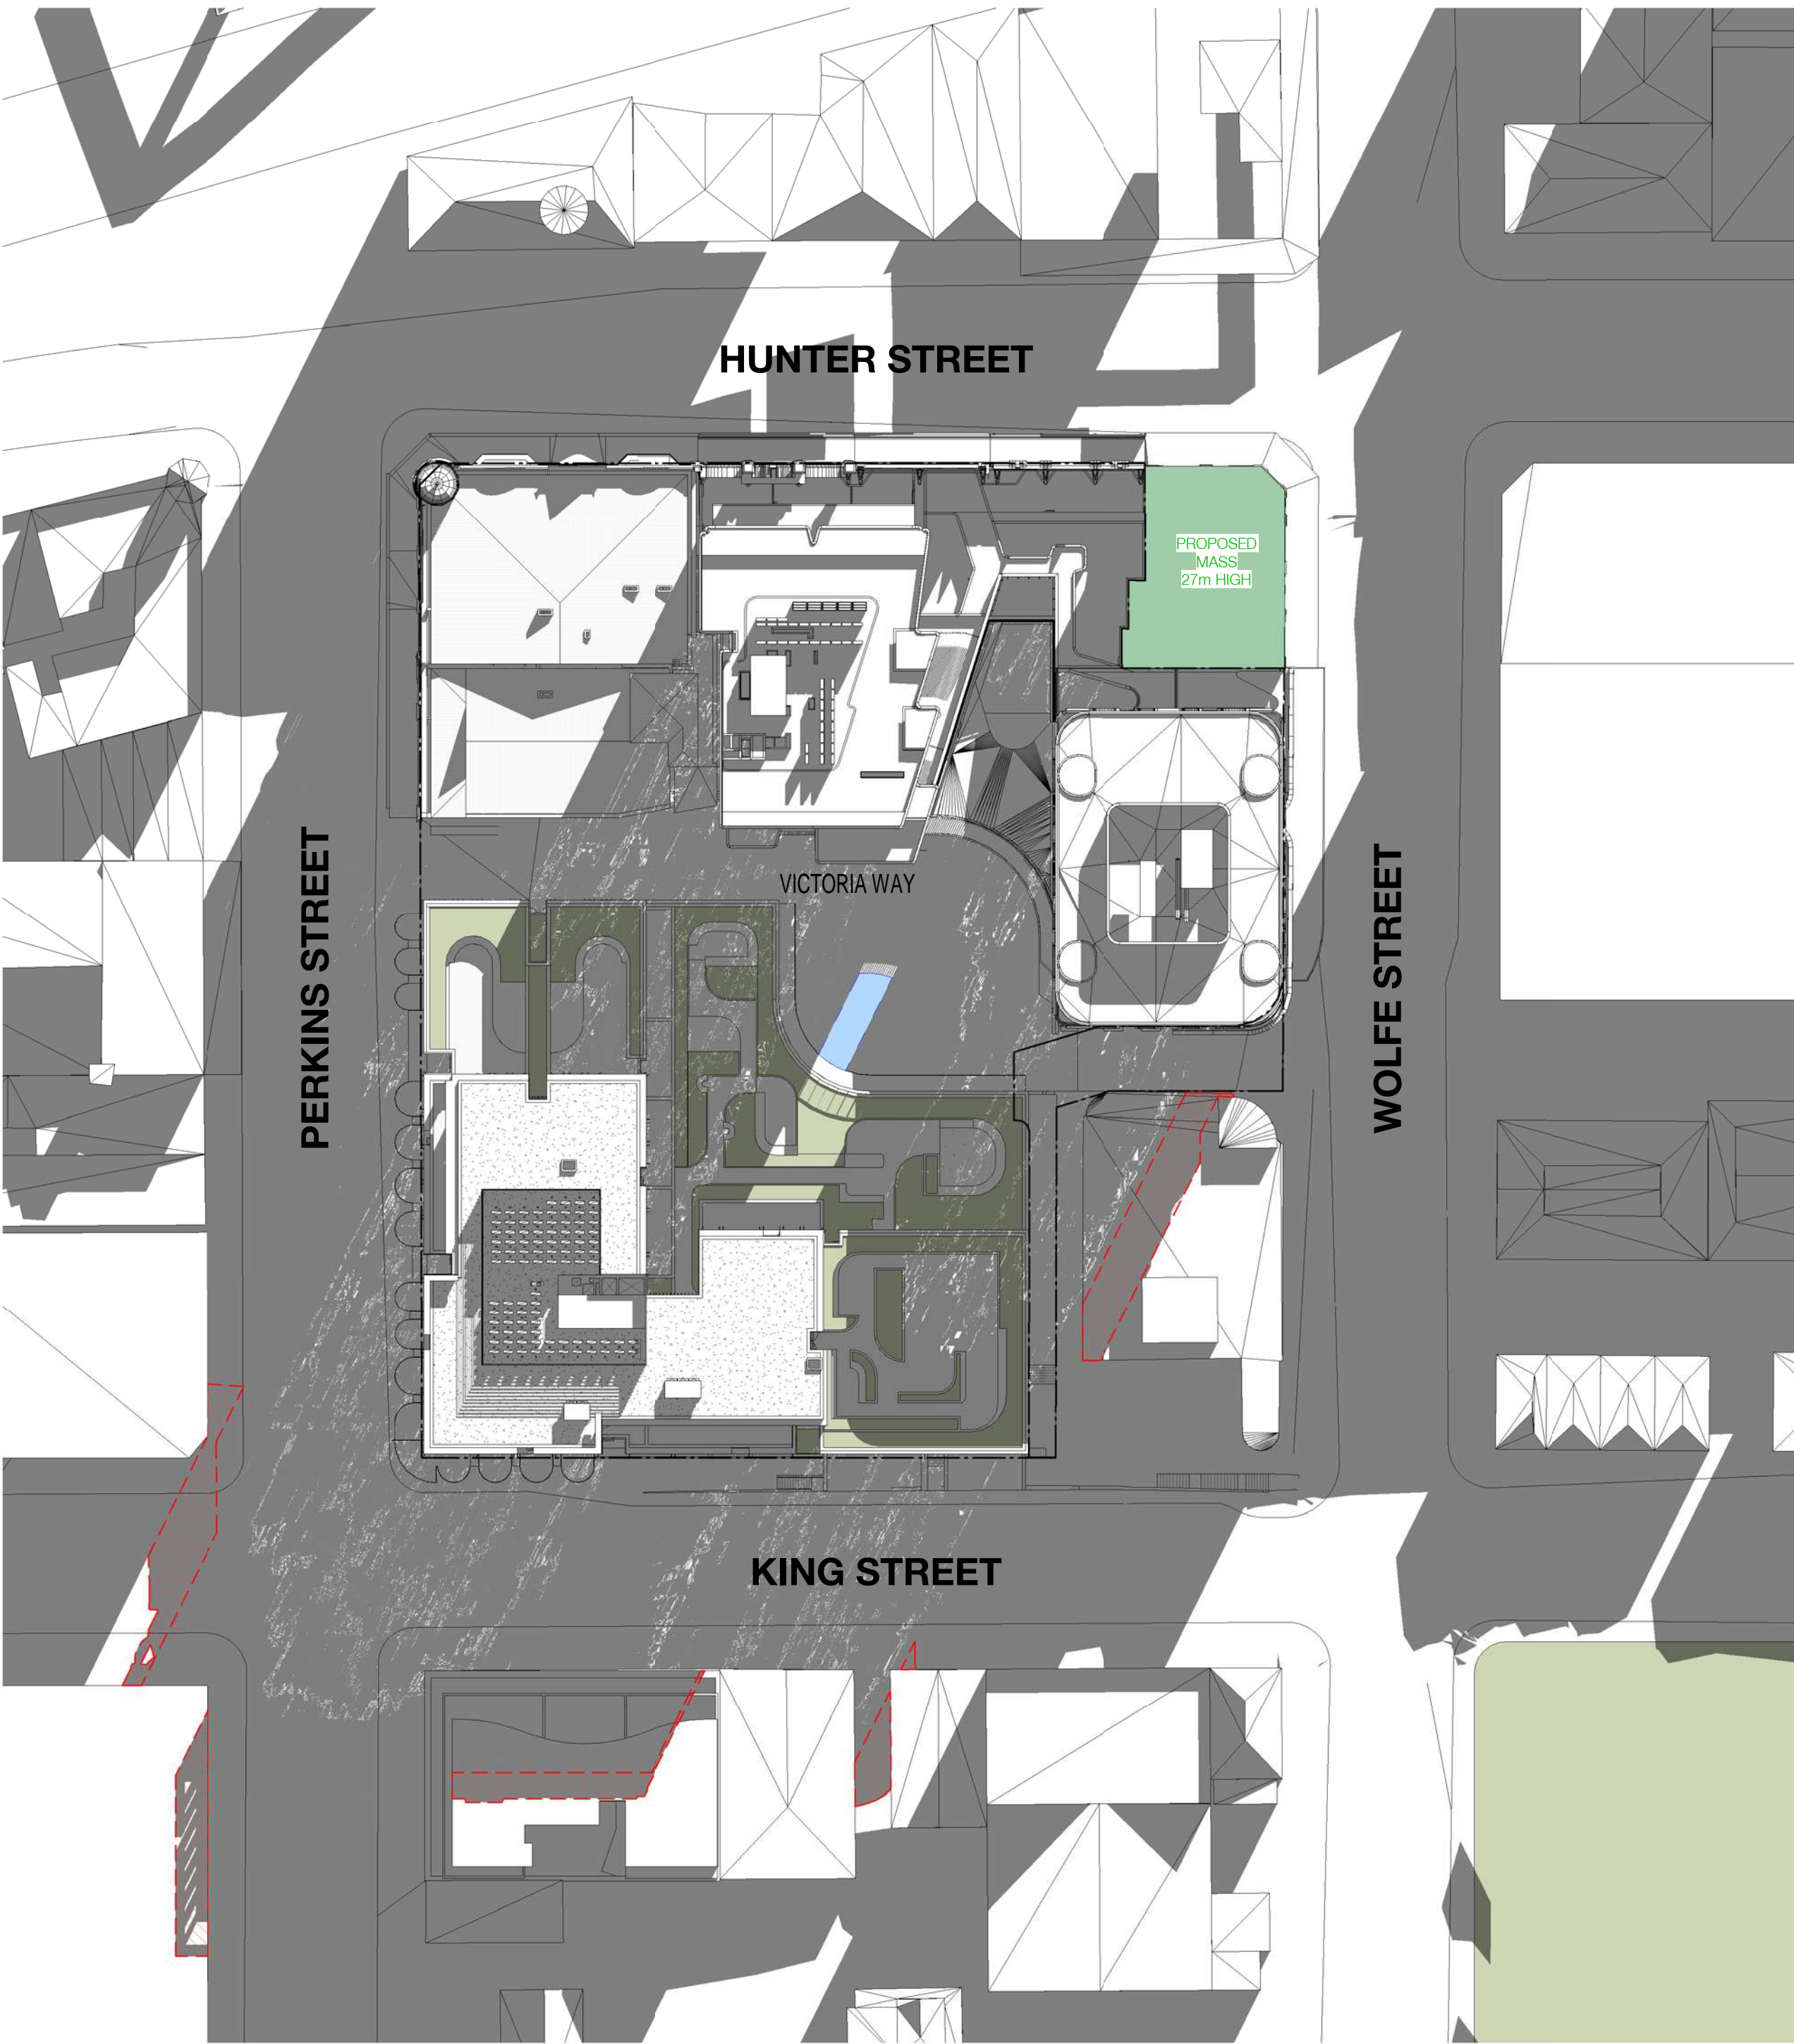 HUNTER STREET
PROPOSED
MASS
27m HIGH
PERKINS STREET
VICTORIA WAY
WOLFE STREET
KING STREET